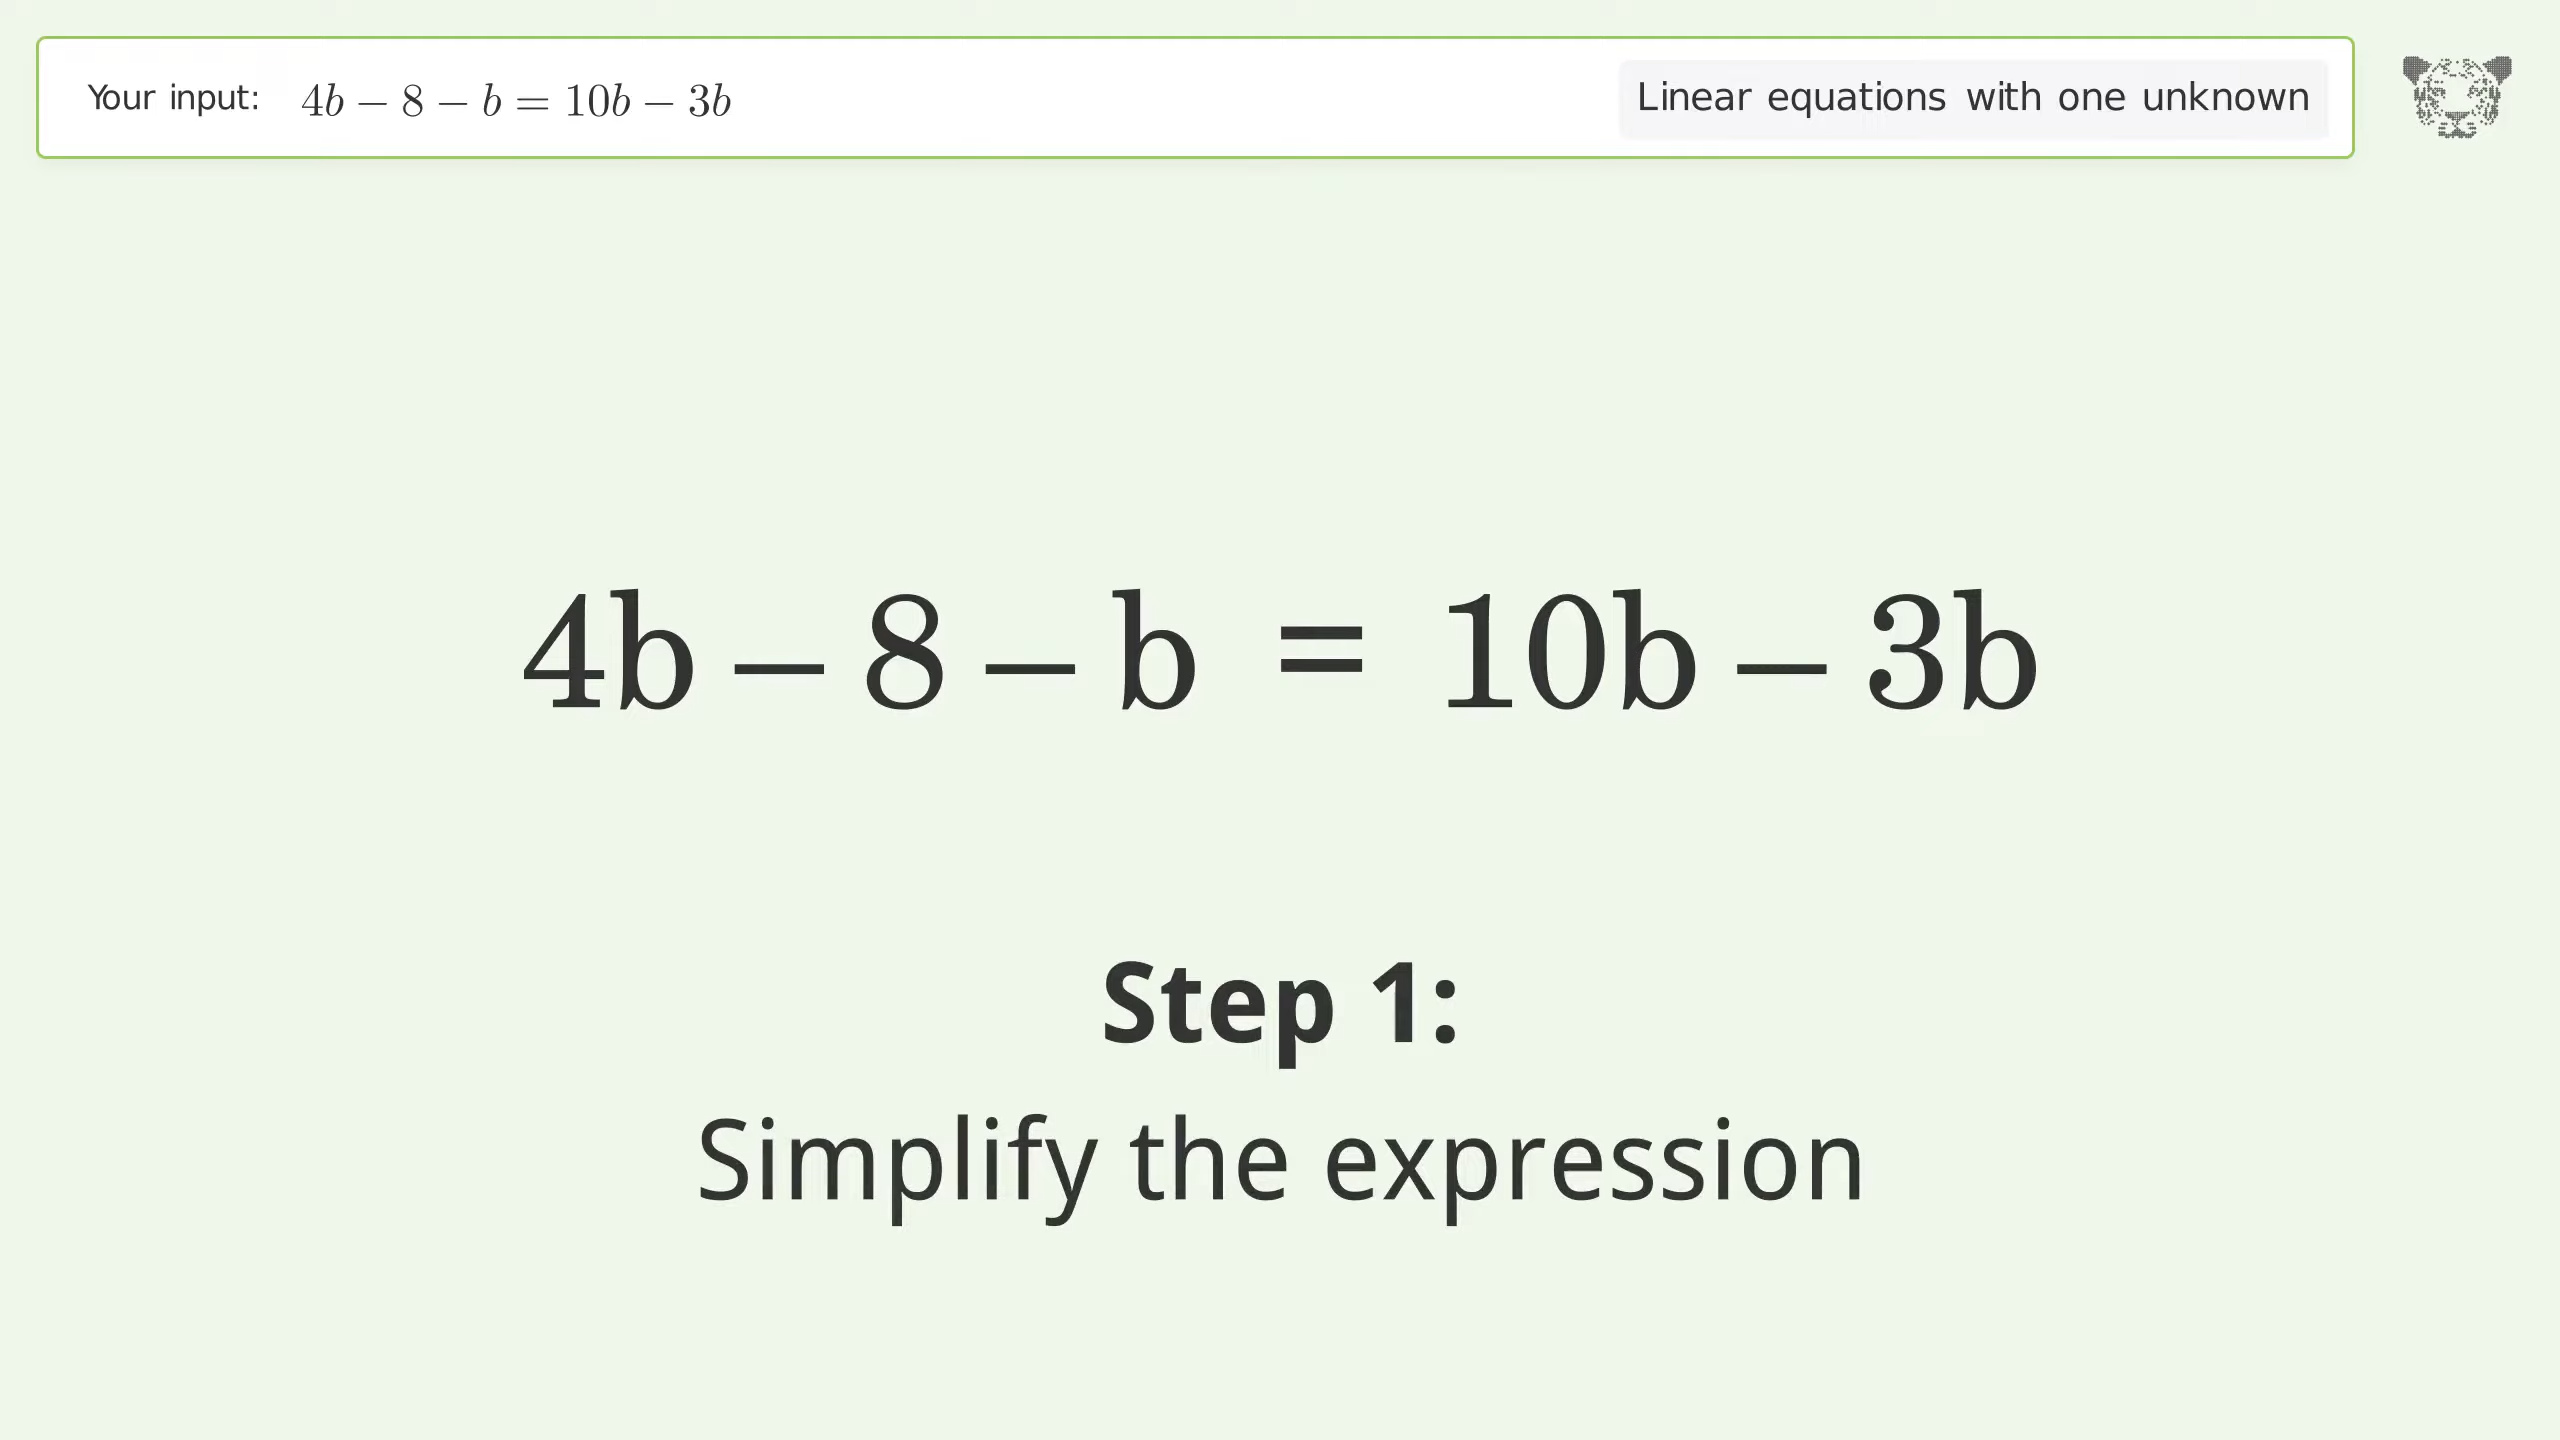 Your input: 4b − 8 − b = 10b − 3b
Linear equations with one unknown
4b – 8 – b = 10b – 3b
Step 1:
Simplify the expression